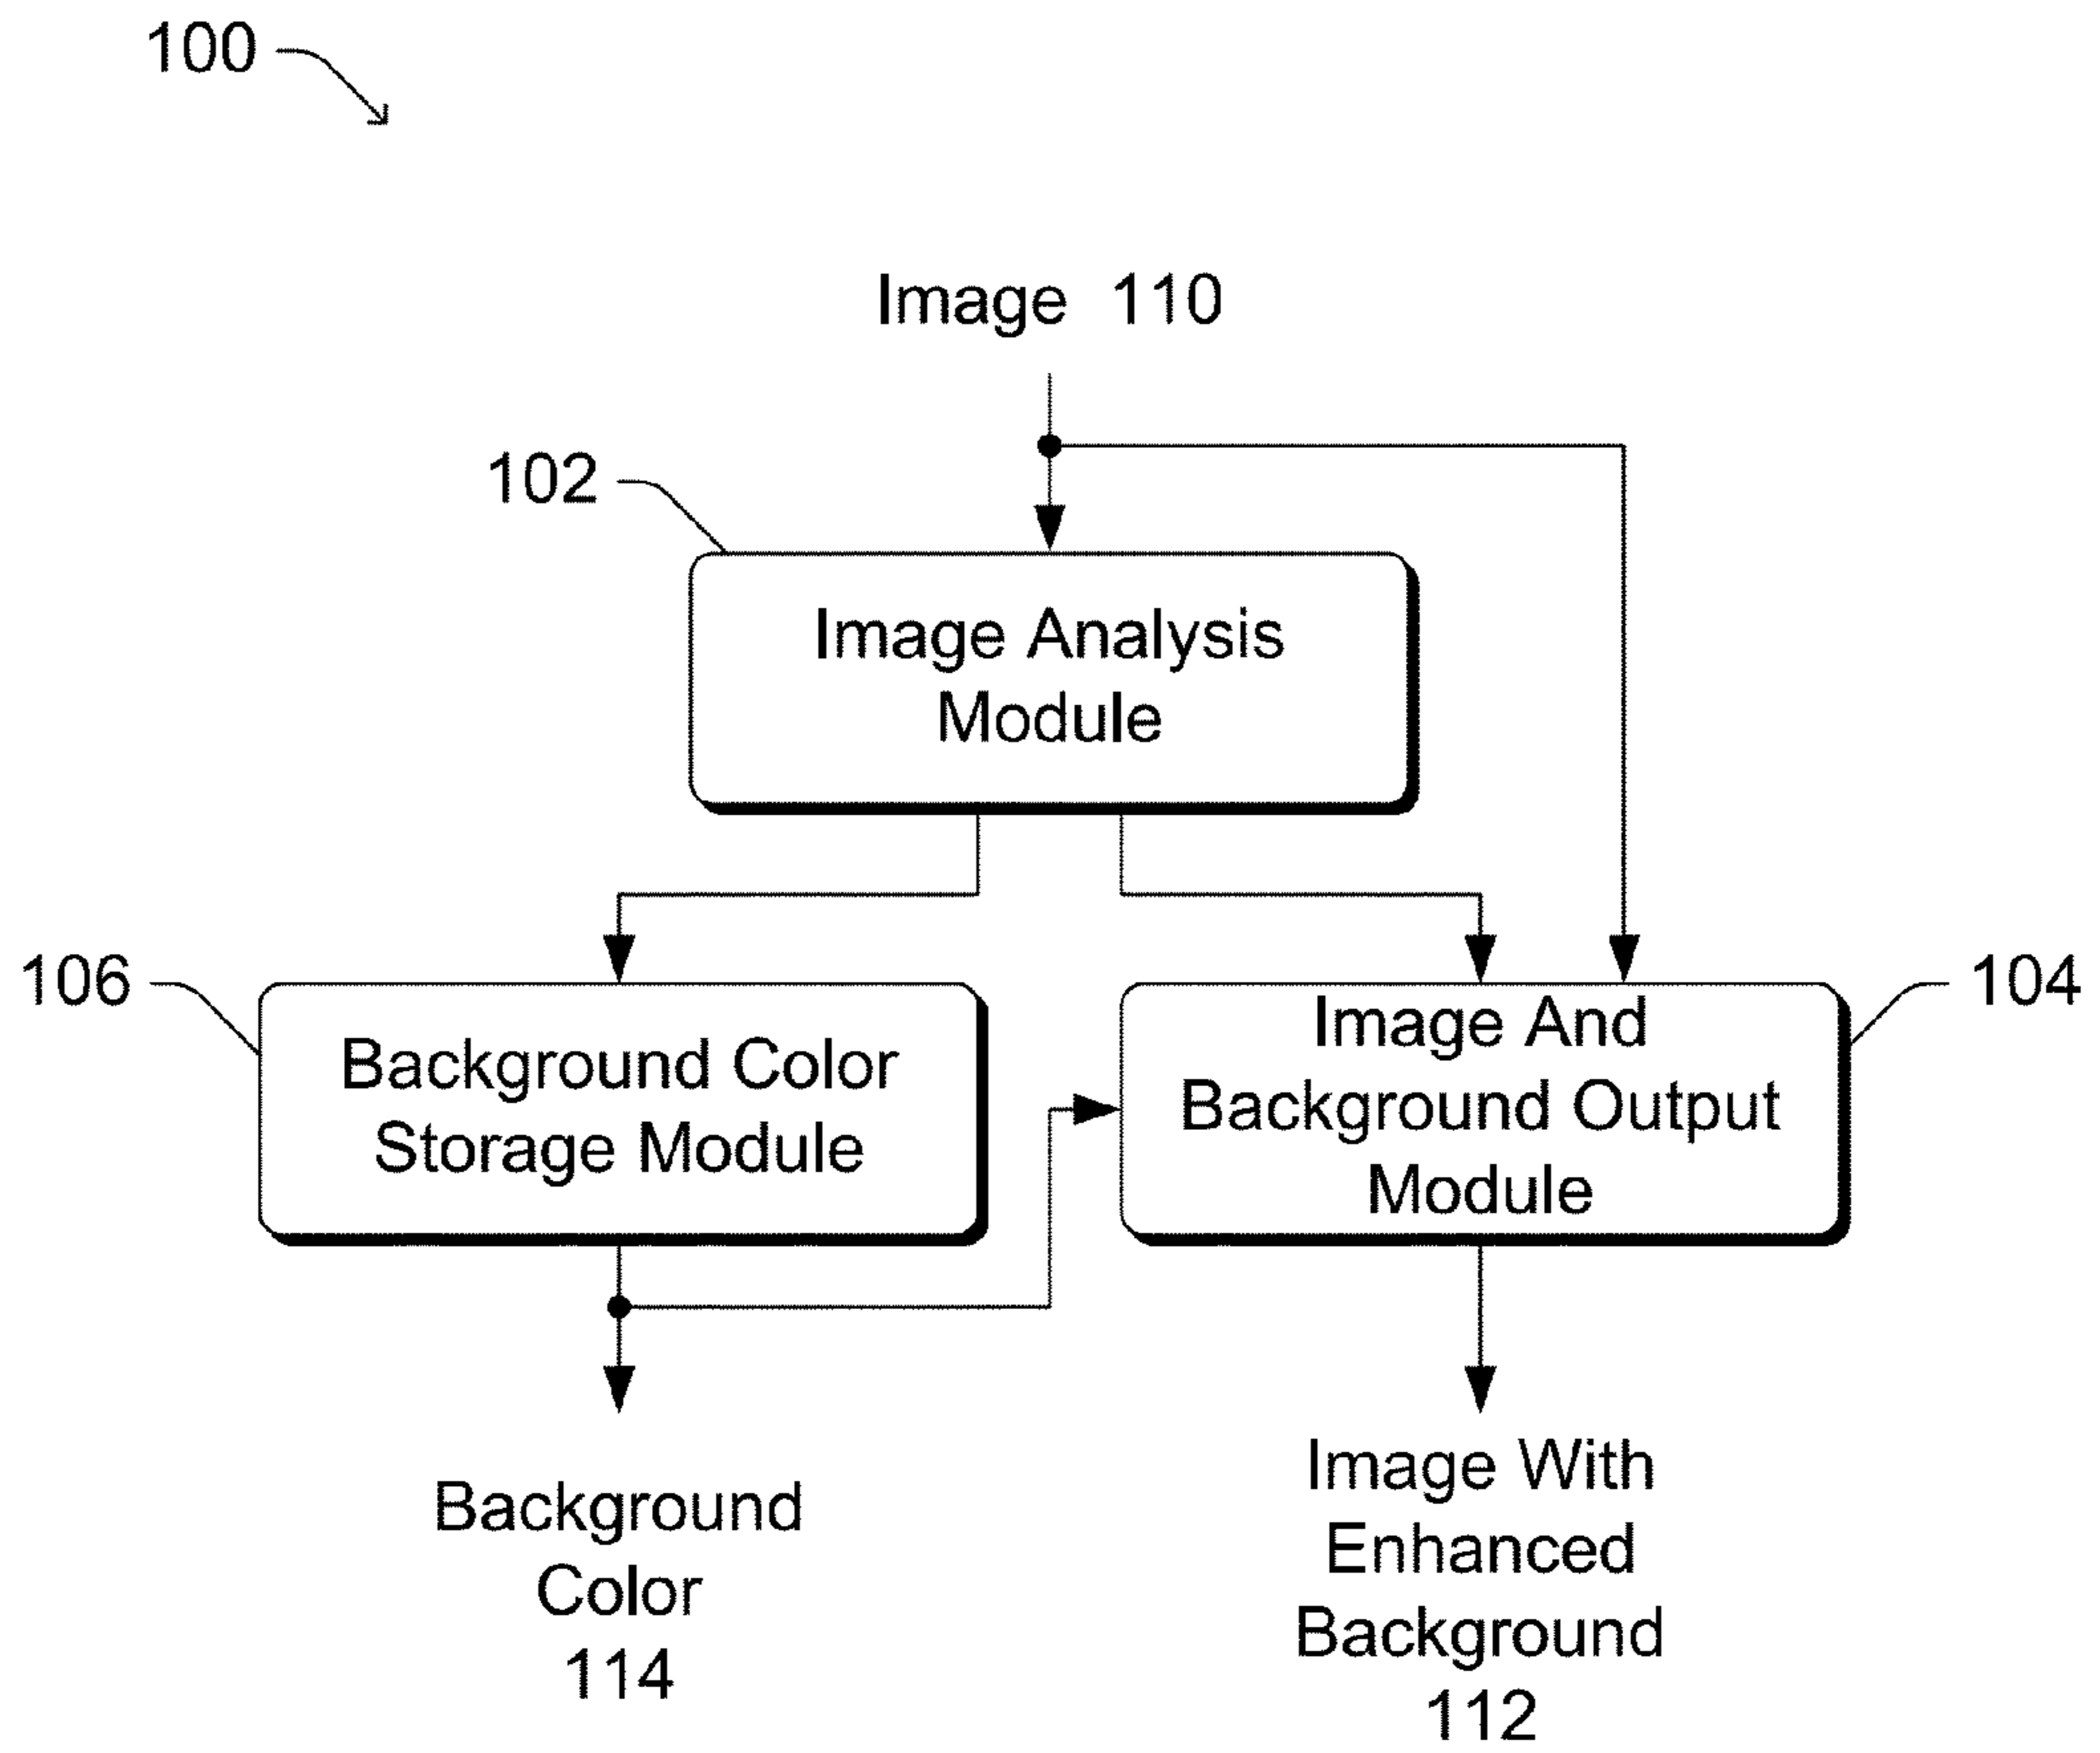 100
Image 110
102
Image Analysis
Module
106
Background Color
Storage Module
Image And
Background Output
Module
104
Background
Color
114
Image With
Enhanced
Background
112